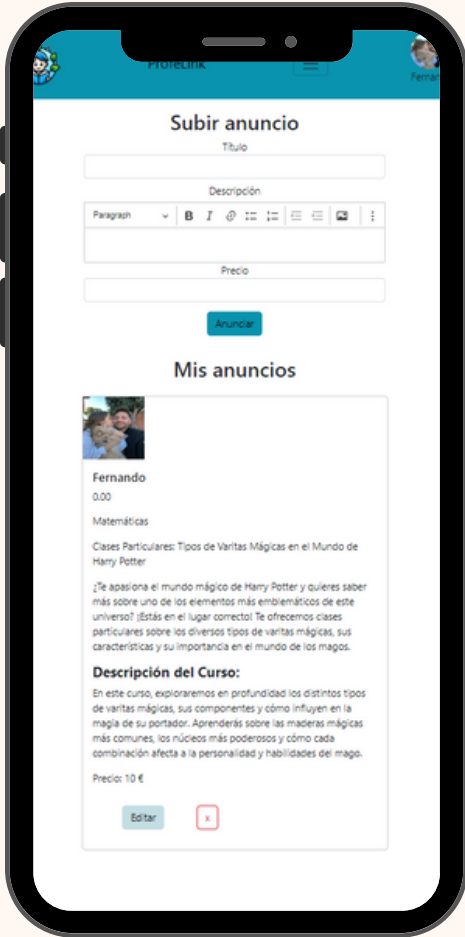 ProfeLink
Fernan
Subir anuncio
Título
Descripción
Paragraph
B I
Precio
Anunciar
Mis anuncios
Fernando
0.00
Matemáticas
Clases Particulares: Tipos de Varitas Mágicas en el Mundo de
Harry Potter
¿Te apasiona el mundo mágico de Harry Potter y quieres saber
más sobre uno de los elementos más emblemáticos de este
universo? ¡Estás en el lugar correcto! Te ofrecemos clases
particulares sobre los diversos tipos de varitas mágicas, sus
características y su importancia en el mundo de los magos.
Descripción del Curso:
En este curso, exploraremos en profundidad los distintos tipos
de varitas mágicas, sus componentes y cómo influyen en la
magia de su portador. Aprenderás sobre las maderas mágicas
más comunes, los núcleos más poderosos y cómo cada
combinación afecta a la personalidad y habilidades del mago.
Precio: 10 €
Editar
x